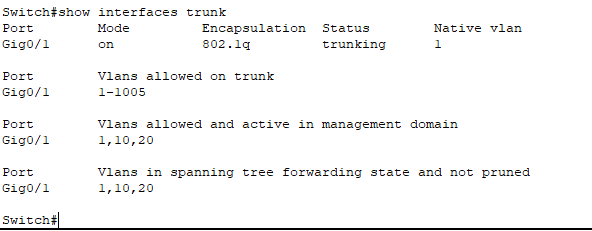 Switch#show interfaces trunk
Port Mode Encapsulation Status Native vlan
Gig0/1 on 802.1q trunking 1
Port Vlans allowed on trunk
Gig0/1 1-1005
Port Vlans allowed and active in management domain
Gig0/1 1,10,20
Port Vlans in spanning tree forwarding state and not pruned
Gig0/1 1,10,20
Switch#